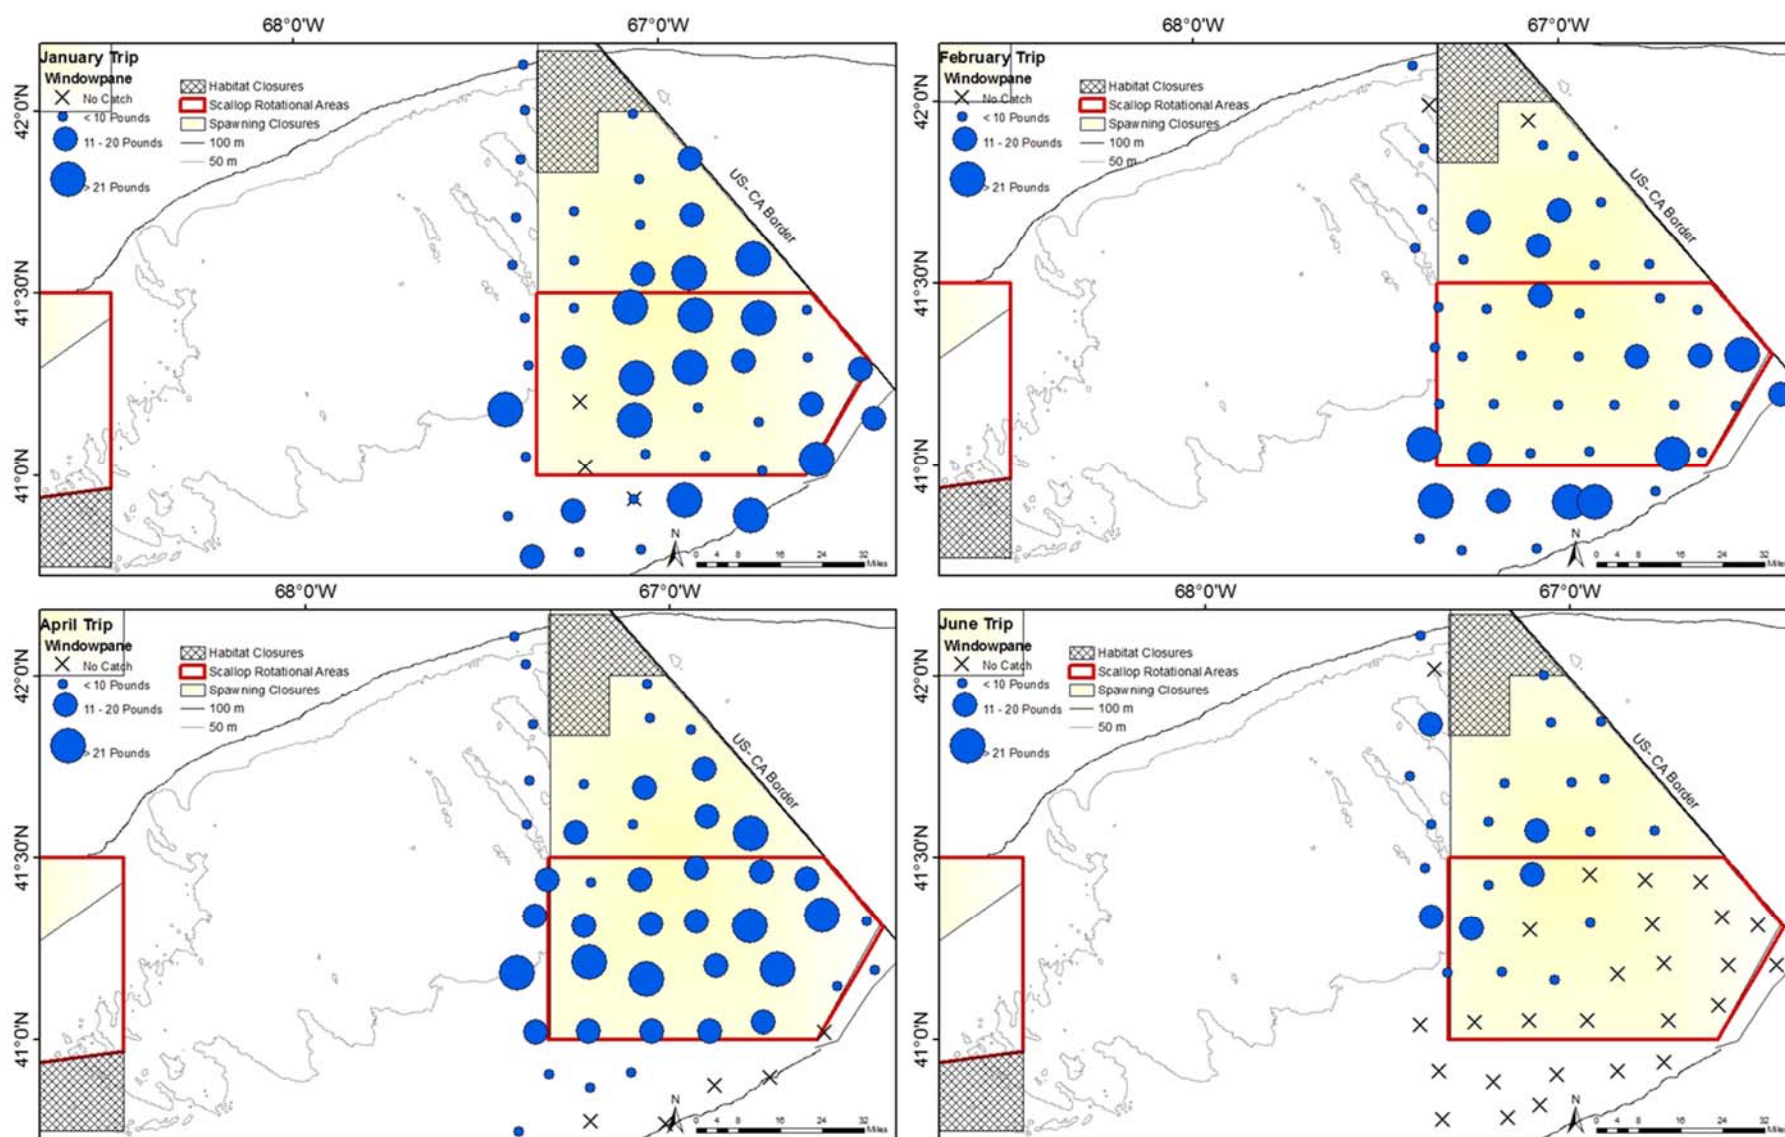 68°0'W 67°0'W
January Trip
Windowpane
No Catch
< 10 Pounds
11 - 20 Pounds
> 21 Pounds
Habitat Closures
Scallop Rotational Areas
Spawning Closures
100 m
50 m
US- CA Border
42°0'N
41°30'N
41°0'N
N
0 4 8 16 24 32
Miles
68°0'W 67°0'W
February Trip
Windowpane
No Catch
< 10 Pounds
11 - 20 Pounds
> 21 Pounds
Habitat Closures
Scallop Rotational Areas
Spawning Closures
100 m
50 m
US- CA Border
42°0'N
41°30'N
41°0'N
N
0 4 8 16 24 32
Miles
68°0'W 67°0'W
April Trip
Windowpane
No Catch
< 10 Pounds
11 - 20 Pounds
> 21 Pounds
Habitat Closures
Scallop Rotational Areas
Spawning Closures
100 m
50 m
US- CA Border
42°0'N
41°30'N
41°0'N
N
0 4 8 16 24 32
Miles
68°0'W 67°0'W
June Trip
Windowpane
No Catch
< 10 Pounds
11 - 20 Pounds
> 21 Pounds
Habitat Closures
Scallop Rotational Areas
Spawning Closures
100 m
50 m
US- CA Border
42°0'N
41°30'N
41°0'N
N
0 4 8 16 24 32
Miles